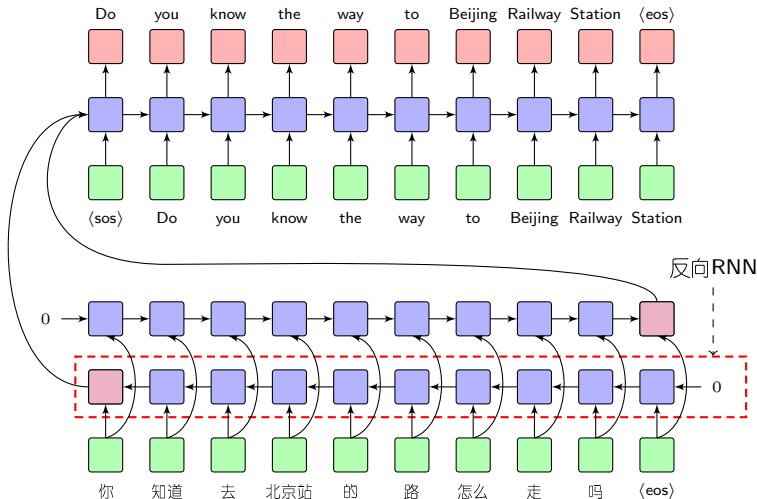 Do you know the way to Beijing Railway Station ⟨eos⟩
⟨sos⟩ Do you know the way to Beijing Railway Station
反向RNN
0
0
你 知道 去 北京站 的 路 怎么 走 吗 ⟨eos⟩